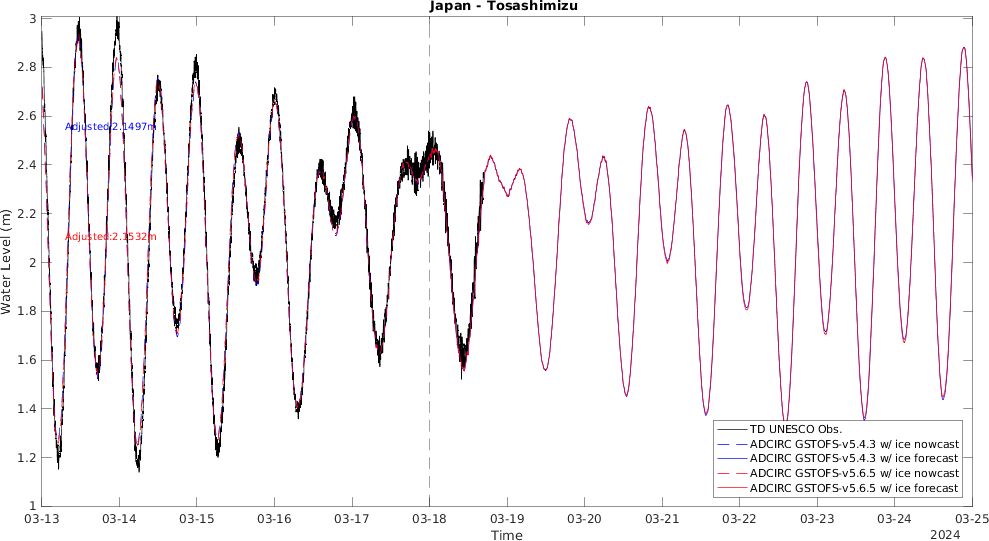 Japan - Tosashimizu
Water Level (m)
3
2.8
2.6
2.4
2.2
2
1.8
1.6
1.4
1.2
1
Adjusted:2.1497m
Adjusted:2.1532m
TD UNESCO Obs.
ADCIRC GSTOFS-v5.4.3 w/ ice nowcast
ADCIRC GSTOFS-v5.4.3 w/ ice forecast
ADCIRC GSTOFS-v5.6.5 w/ ice nowcast
ADCIRC GSTOFS-v5.6.5 w/ ice forecast
03-13 03-14 03-15 03-16 03-17 03-18 03-19 03-20 03-21 03-22 03-23 03-24 03-25
Time
2024